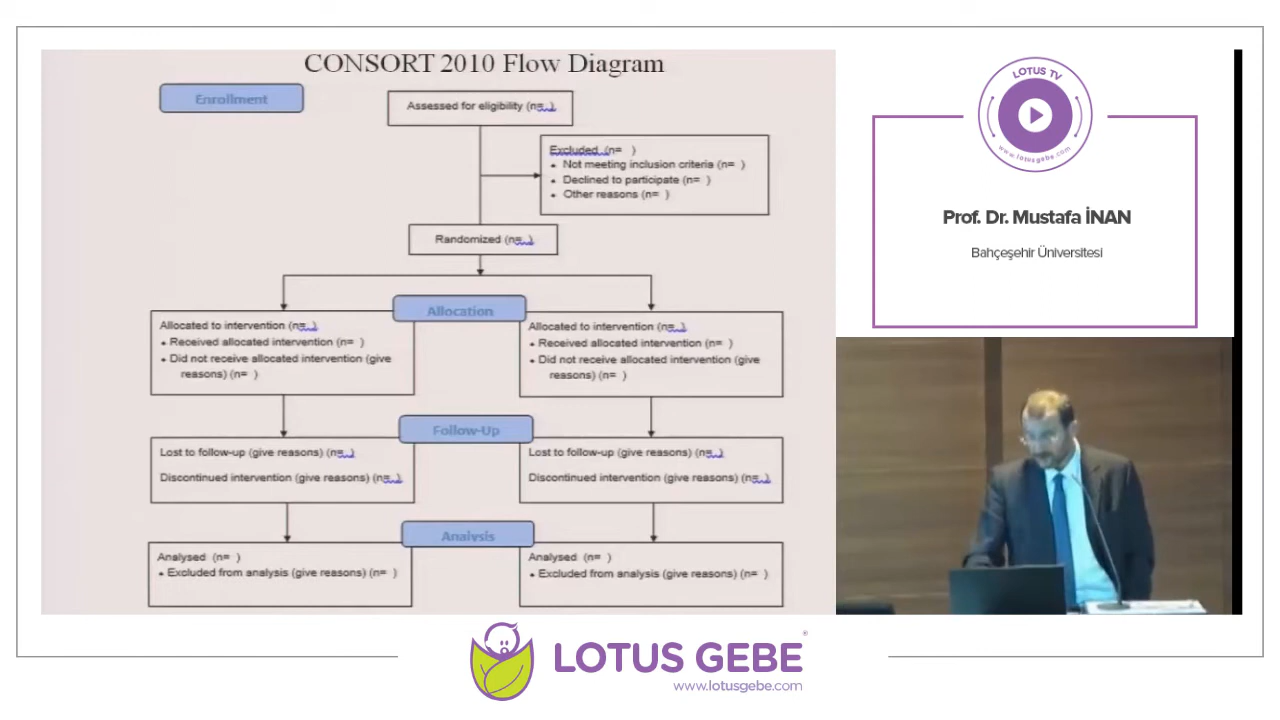 CONSORT 2010 Flow Diagram
Enrollment
Assessed for eligibility (n= )
Excluded (n= )
• Not meeting inclusion criteria (n= )
• Declined to participate (n= )
• Other reasons (n= )
Randomized (n= )
Allocation
Allocated to intervention (n= )
• Received allocated intervention (n= )
• Did not receive allocated intervention (give
reasons) (n= )
Allocated to intervention (n= )
• Received allocated intervention (n= )
• Did not receive allocated intervention (give
reasons) (n= )
Follow-Up
Lost to follow-up (give reasons) (n= )
Discontinued intervention (give reasons) (n= )
Lost to follow-up (give reasons) (n= )
Discontinued intervention (give reasons) (n= )
Analysis
Analysed (n= )
• Excluded from analysis (give reasons) (n= )
Analysed (n= )
• Excluded from analysis (give reasons) (n= )
LOTUS TV
www.lotusgebe.com
Prof. Dr. Mustafa İNAN
Bahçeşehir Üniversitesi
LOTUS GEBE®
www.lotusgebe.com